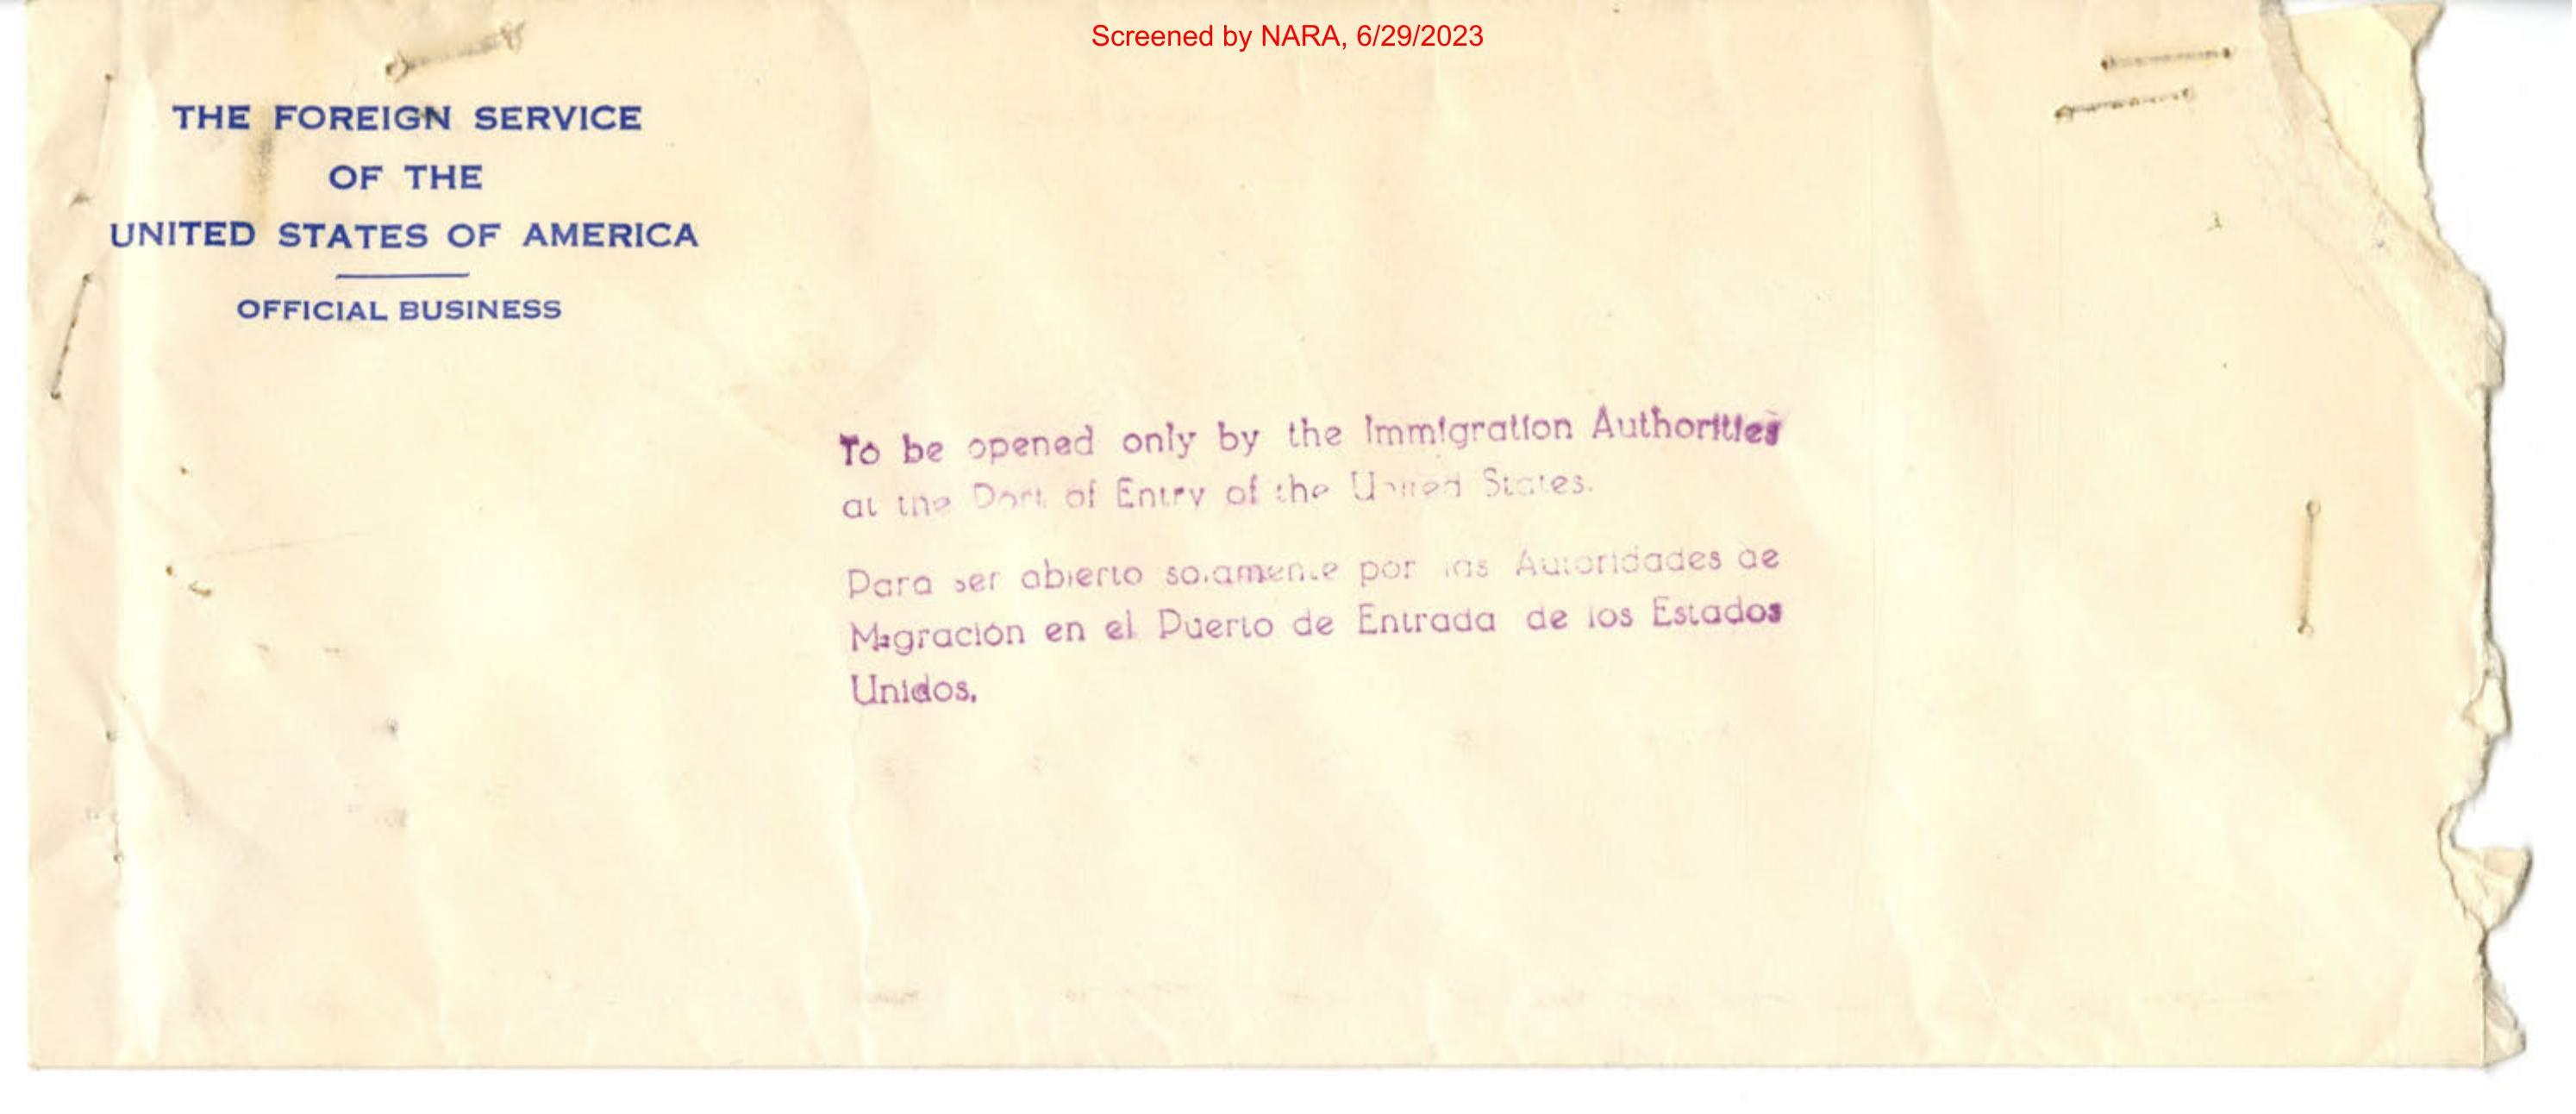 Screened by NARA, 6/29/2023
THE FOREIGN SERVICE
OF THE
UNITED STATES OF AMERICA
OFFICIAL BUSINESS
To be opened only by the Immigration Authorities
at the Port of Entry of the United States.
Para ser abierto solamente por las Autoridades de
Migración en el Puerto de Entrada de los Estados
Unidos.